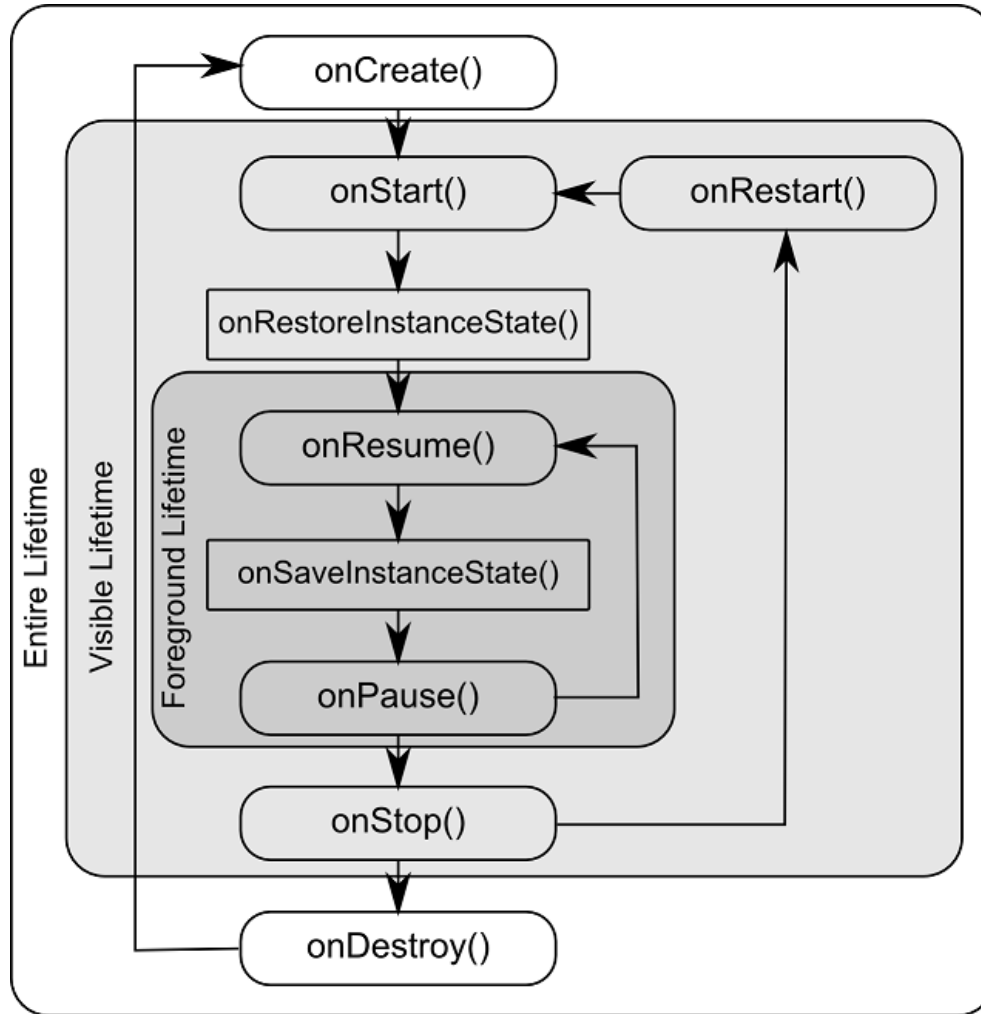 onCreate()
onStart()
onRestart()
onRestoreInstanceState()
onResume()
onSaveInstanceState()
onPause()
onStop()
onDestroy()
Entire Lifetime
Visible Lifetime
Foreground Lifetime